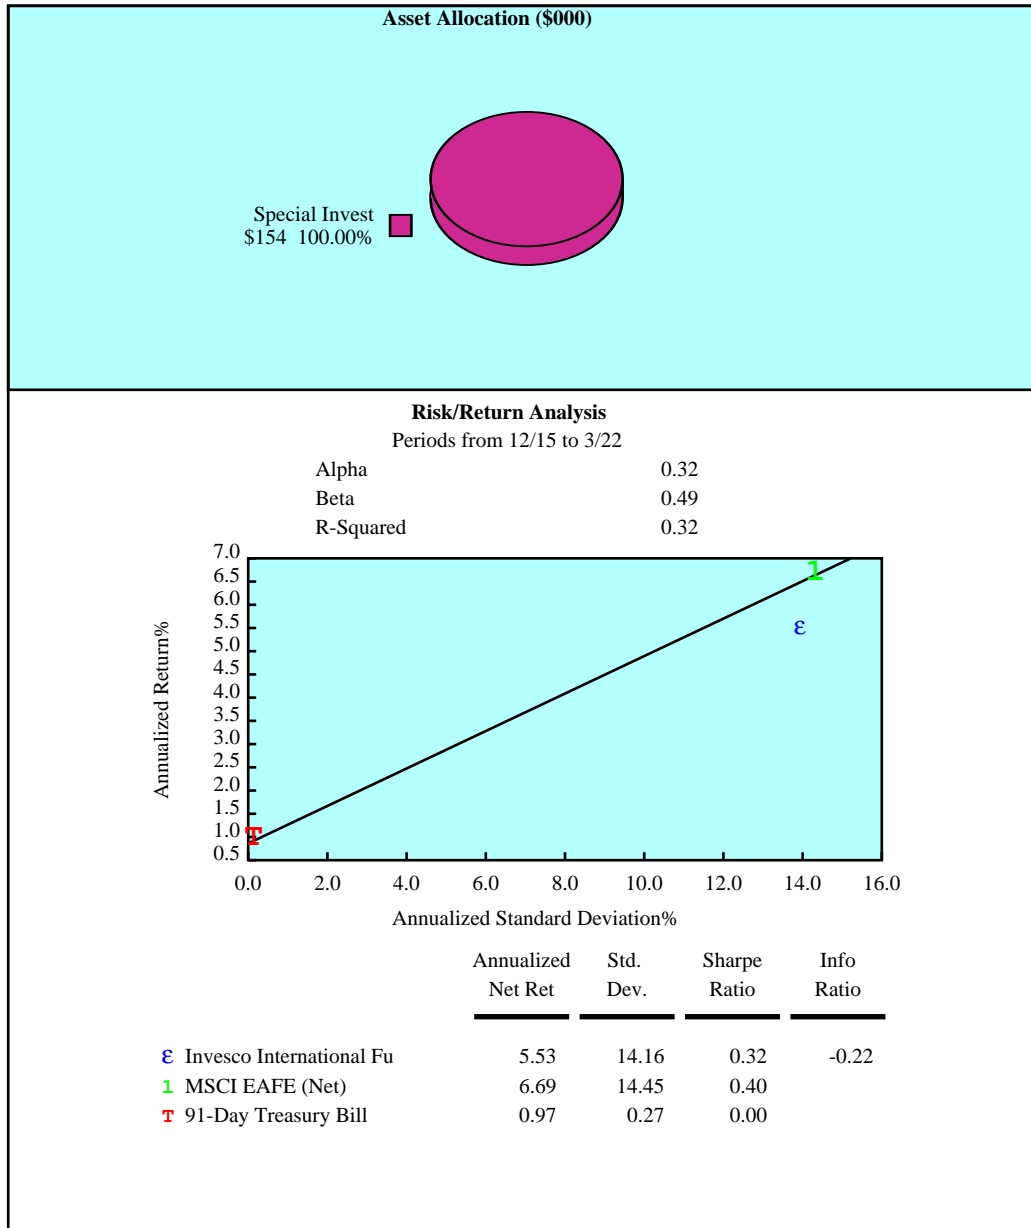 Asset Allocation ($000)
Special Invest
$154 100.00%
Risk/Return Analysis
Periods from 12/15 to 3/22
Alpha 0.32
Beta 0.49
R-Squared 0.32
7.0
6.5
6.0
5.5
5.0
4.5
4.0
3.5
3.0
2.5
2.0
1.5
1.0
0.5
Annualized Return%
1
ε
T
0.0 2.0 4.0 6.0 8.0 10.0 12.0 14.0 16.0
Annualized Standard Deviation%
Annualized Std. Sharpe Info
Net Ret Dev. Ratio Ratio
ε Invesco International Fu 5.53 14.16 0.32 -0.22
1 MSCI EAFE (Net) 6.69 14.45 0.40
T 91-Day Treasury Bill 0.97 0.27 0.00